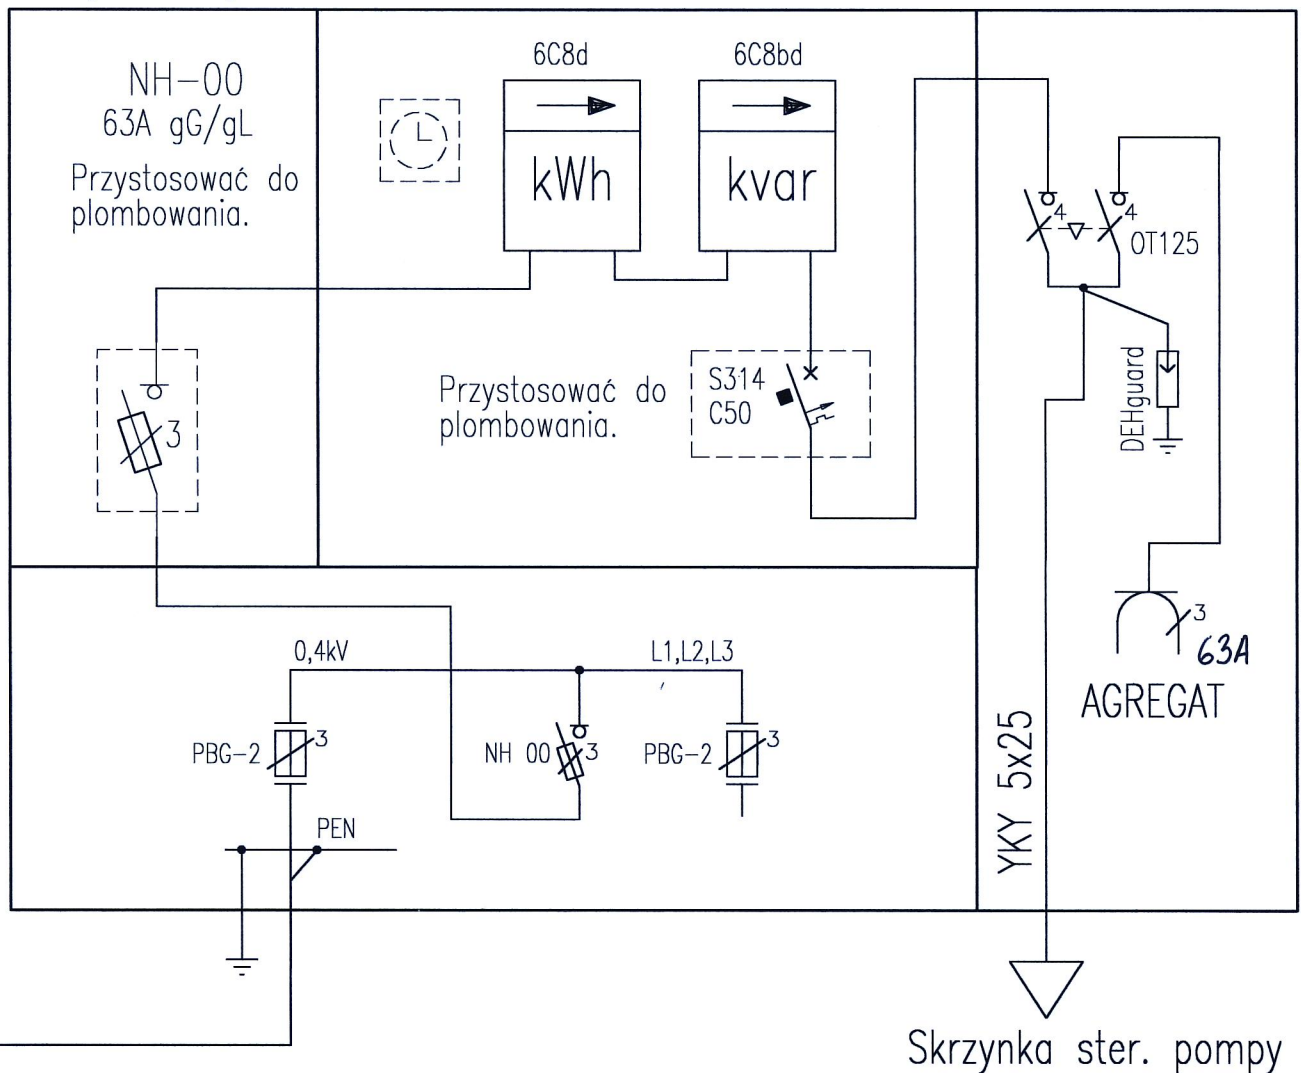 NH-00
63A gG/gL
Przystosować do
plombowania.
6C8d
6C8bd
kWh
kvar
4
4
OT125
DEHguard
Przystosować do
plombowania.
S314
C50
3
3
63A
AGREGAT
0,4kV
L1,L2,L3
PBG-2
3
NH 00
3
PBG-2
3
PEN
YKY 5x25
Skrzynka ster. pompy